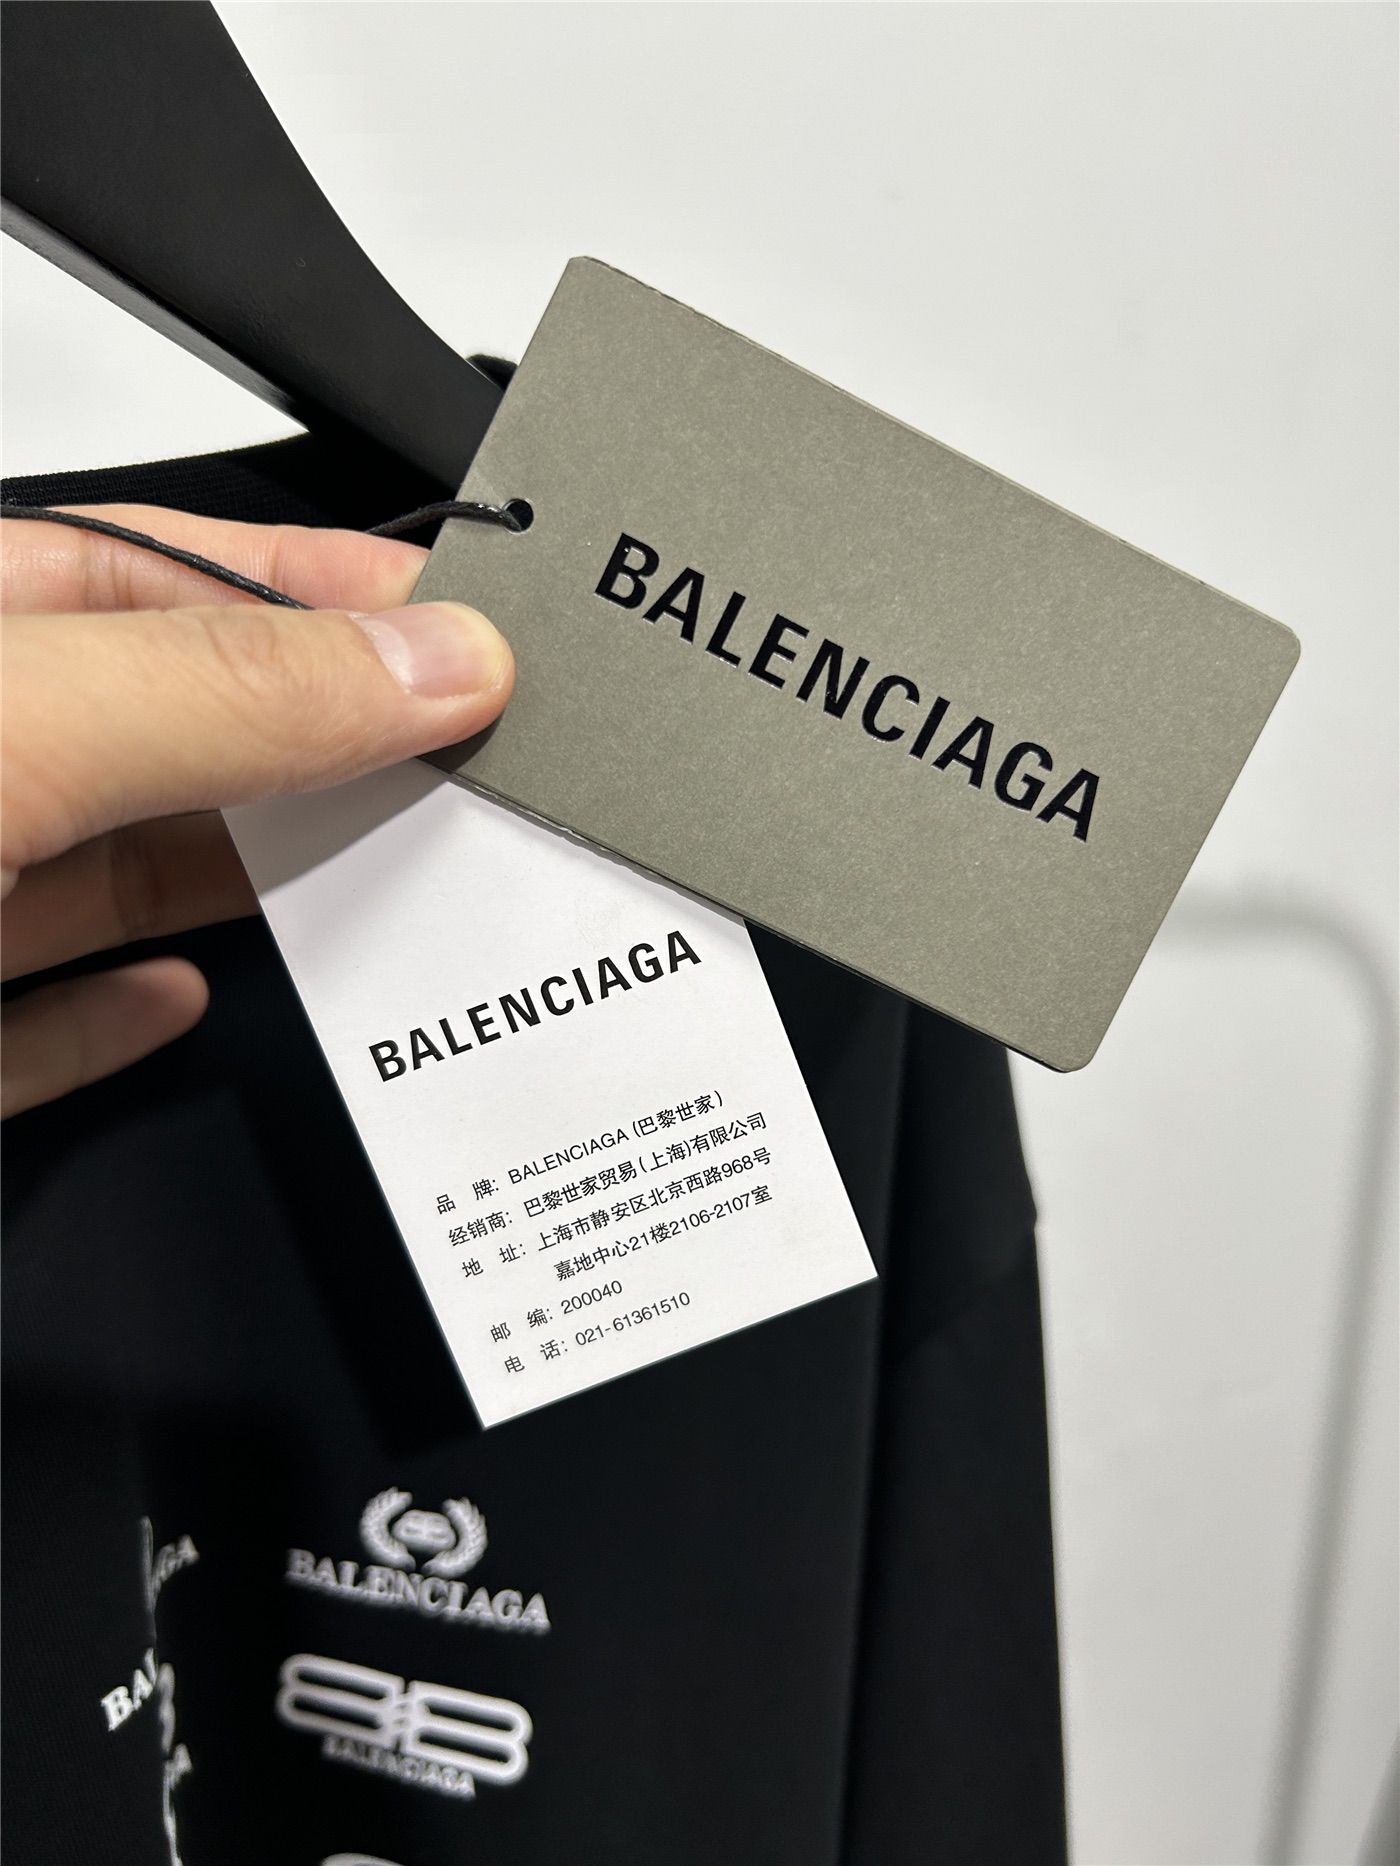 BALENCIAGA
BALENCIAGA
品 牌: BALENCIAGA (巴黎世家)
经销商: 巴黎世家贸易(上海)有限公司
地 址: 上海市静安区北京西路968号
嘉地中心21楼2106-2107室
邮 编: 200040
电 话: 021-61361510
BALENCIAGA
BALENCIAGA